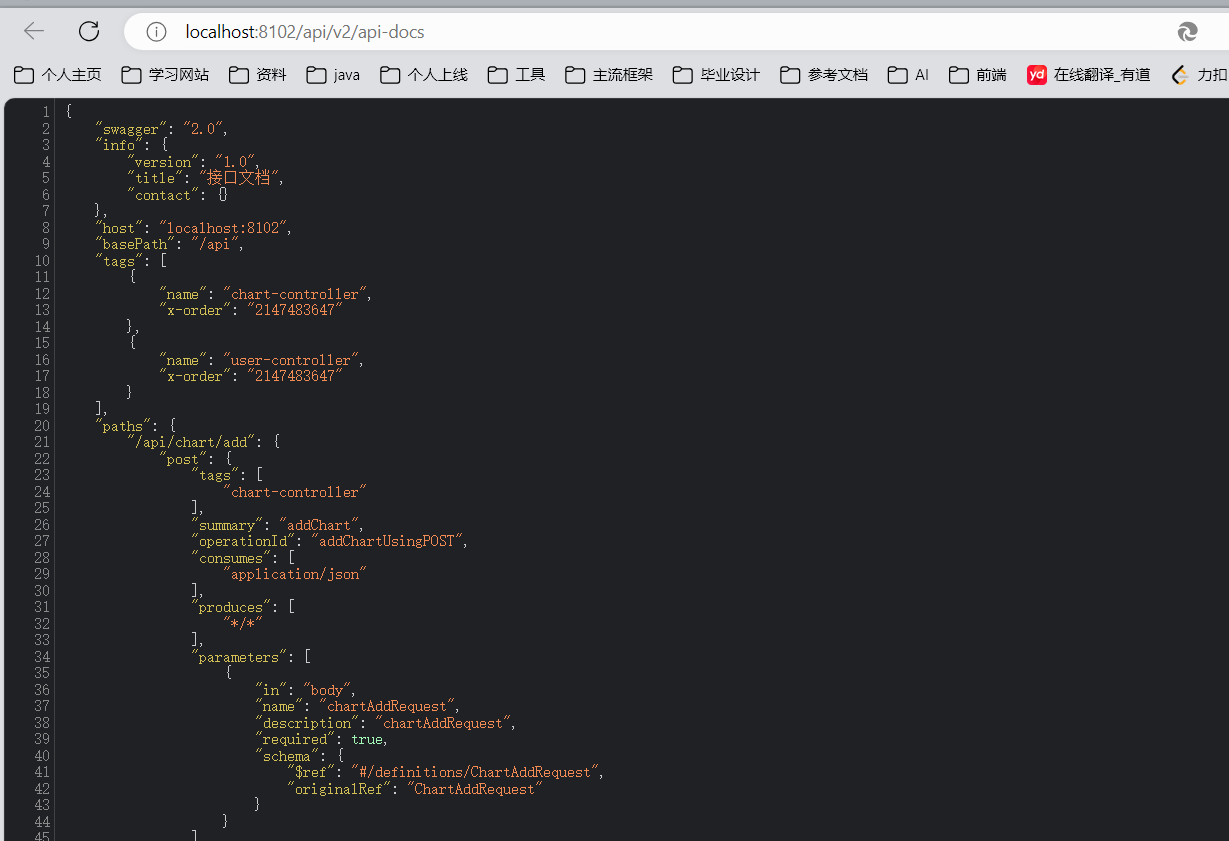 localhost:8102/api/v2/api-docs
个人主页 学习网站 资料 java 个人上线 工具 主流框架 毕业设计 参考文档 AI 前端 yd 在线翻译_有道 力扣
1 {
2 "swagger": "2.0",
3 "info": {
4 "version": "1.0",
5 "title": "接口文档",
6 "contact": {}
7 },
8 "host": "localhost:8102",
9 "basePath": "/api",
10 "tags": [
11 {
12 "name": "chart-controller",
13 "x-order": "2147483647"
14 },
15 {
16 "name": "user-controller",
17 "x-order": "2147483647"
18 }
19 ],
20 "paths": {
21 "/api/chart/add": {
22 "post": {
23 "tags": [
24 "chart-controller"
25 ],
26 "summary": "addChart",
27 "operationId": "addChartUsingPOST",
28 "consumes": [
29 "application/json"
30 ],
31 "produces": [
32 "*/*"
33 ],
34 "parameters": [
35 {
36 "in": "body",
37 "name": "chartAddRequest",
38 "description": "chartAddRequest",
39 "required": true,
40 "schema": {
41 "$ref": "#/definitions/ChartAddRequest",
42 "originalRef": "ChartAddRequest"
43 }
44 }
45 ]